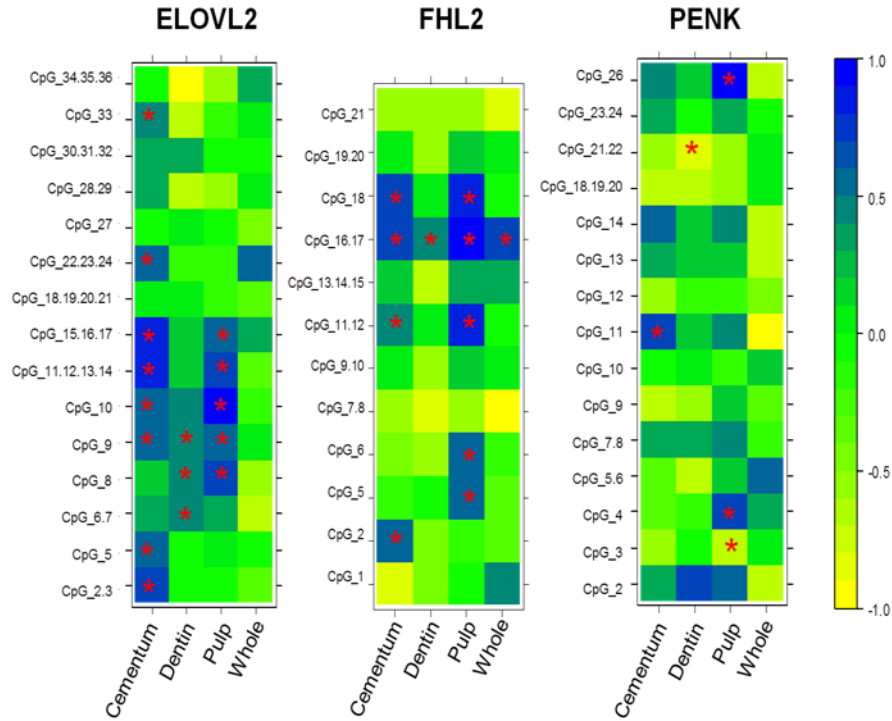 ELOVL2
CpG_34.35.36
CpG_33
CpG_30.31.32
CpG_28.29
CpG_27
CpG_22.23.24
CpG_18.19.20.21
CpG_15.16.17
CpG_11.12.13.14
CpG_10
CpG_9
CpG_8
CpG_6.7
CpG_5
CpG_2.3
Cementum
Dentin
Pulp
Whole
FHL2
CpG_21
CpG_19.20
CpG_18
CpG_16.17
CpG_13.14.15
CpG_11.12
CpG_9.10
CpG_7.8
CpG_6
CpG_5
CpG_2
CpG_1
Cementum
Dentin
Pulp
Whole
PENK
CpG_26
CpG_23.24
CpG_21.22
CpG_18.19.20
CpG_14
CpG_13
CpG_12
CpG_11
CpG_10
CpG_9
CpG_7.8
CpG_5.6
CpG_4
CpG_3
CpG_2
Cementum
Dentin
Pulp
Whole
1.0
0.5
0.0
-0.5
-1.0